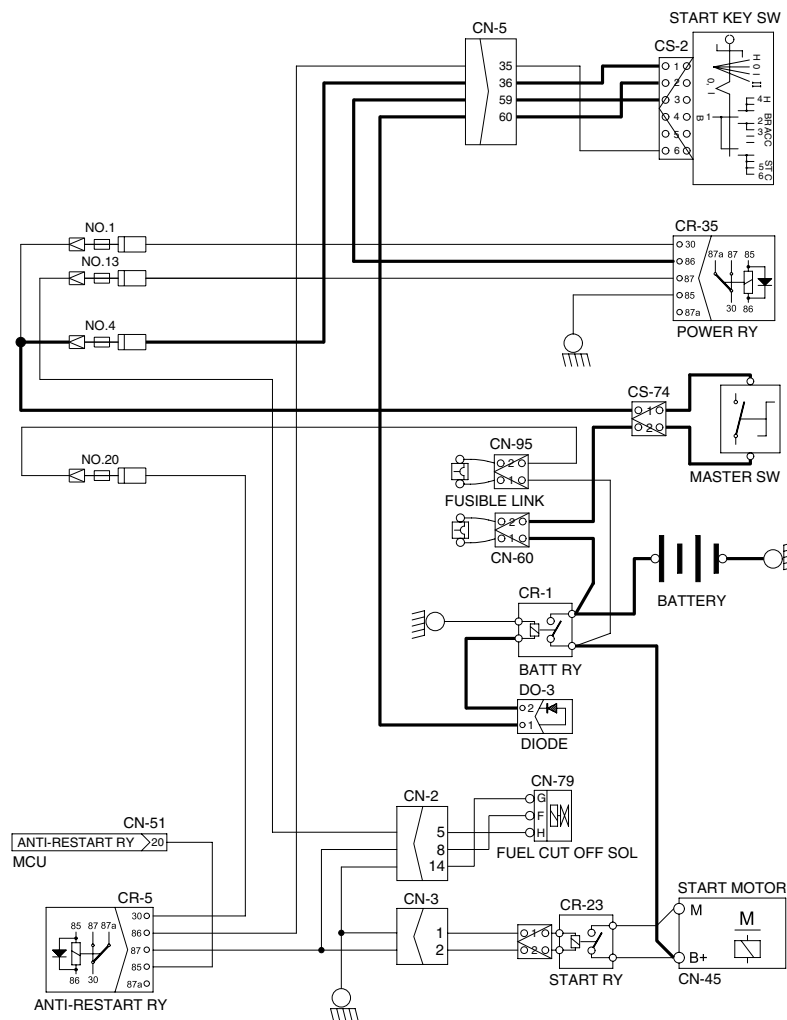 START KEY SW
CN-5
CS-2
35
36
59
60
1
2
3
4
5
6
H O I II
0, I
B 1
4 H
2 BR
3 ACC
5 ST
6 C
NO.1
NO.13
NO.4
CR-35
30
86
87
85
87a
87a 87 85
30 86
POWER RY
CS-74
1
2
MASTER SW
NO.20
CN-95
2
1
FUSIBLE LINK
2
1
CN-60
BATTERY
CR-1
BATT RY
DO-3
2
1
DIODE
CN-79
G
F
H
FUEL CUT OFF SOL
CN-2
5
8
14
CN-51
ANTI-RESTART RY 20
MCU
CR-5
30
86
87
85
87a
85 87 87a
86 30
ANTI-RESTART RY
CN-3
1
2
CR-23
1
2
START RY
START MOTOR
M
M
B+
CN-45